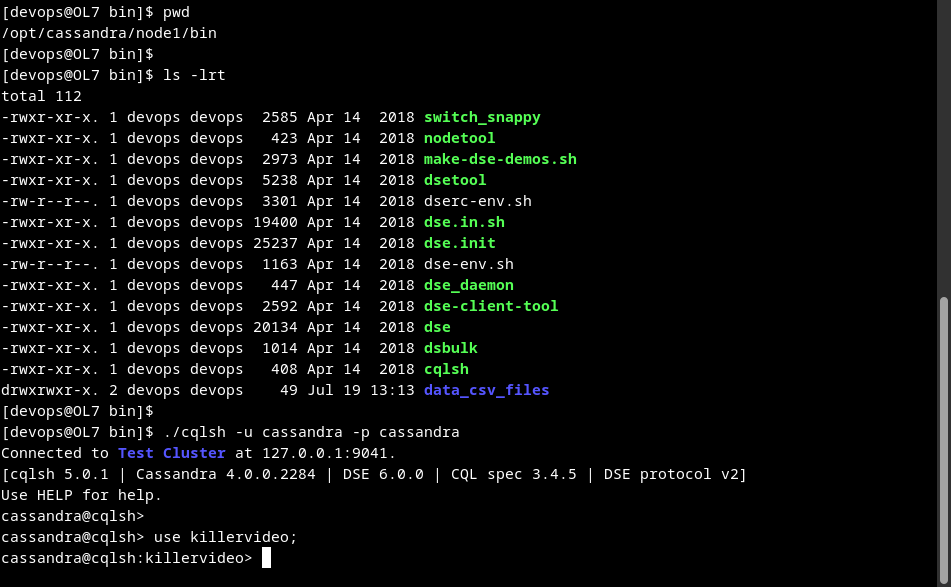 [devops@OL7 bin]$ pwd
/opt/cassandra/node1/bin
[devops@OL7 bin]$
[devops@OL7 bin]$ ls -lrt
total 112
-rwxr-xr-x. 1 devops devops  2585 Apr 14  2018 switch_snappy
-rwxr-xr-x. 1 devops devops   423 Apr 14  2018 nodetool
-rwxr-xr-x. 1 devops devops  2973 Apr 14  2018 make-dse-demos.sh
-rwxr-xr-x. 1 devops devops  5238 Apr 14  2018 dsetool
-rw-r--r--. 1 devops devops  3301 Apr 14  2018 dserc-env.sh
-rwxr-xr-x. 1 devops devops 19400 Apr 14  2018 dse.in.sh
-rwxr-xr-x. 1 devops devops 25237 Apr 14  2018 dse.init
-rw-r--r--. 1 devops devops  1163 Apr 14  2018 dse-env.sh
-rwxr-xr-x. 1 devops devops   447 Apr 14  2018 dse_daemon
-rwxr-xr-x. 1 devops devops  2592 Apr 14  2018 dse-client-tool
-rwxr-xr-x. 1 devops devops 20134 Apr 14  2018 dse
-rwxr-xr-x. 1 devops devops  1014 Apr 14  2018 dsbulk
-rwxr-xr-x. 1 devops devops   408 Apr 14  2018 cqlsh
drwxrwxr-x. 2 devops devops    49 Jul 19 13:13 data_csv_files
[devops@OL7 bin]$
[devops@OL7 bin]$ ./cqlsh -u cassandra -p cassandra
Connected to Test Cluster at 127.0.0.1:9041.
[cqlsh 5.0.1 | Cassandra 4.0.0.2284 | DSE 6.0.0 | CQL spec 3.4.5 | DSE protocol v2]
Use HELP for help.
cassandra@cqlsh>
cassandra@cqlsh> use killervideo;
cassandra@cqlsh:killervideo>